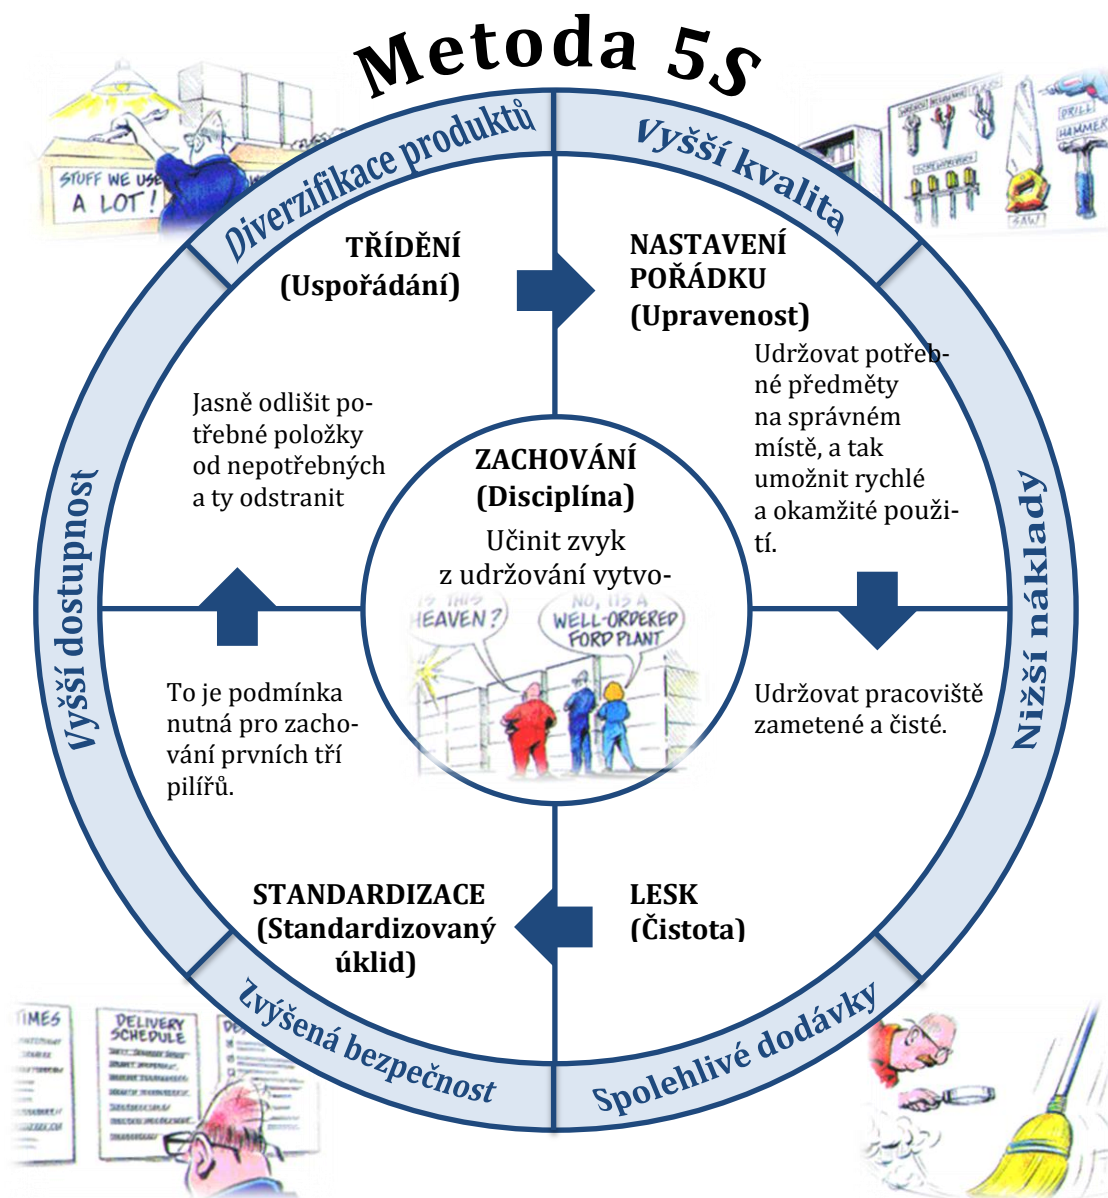 Metoda 5S
STUFF WE USE
A LOT!
DRILL
HAMMER
SAW
Diverzifikace produktů
Vyšší kvalita
TŘÍDĚNÍ
(Uspořádání)
NASTAVENÍ
POŘÁDKU
(Upravenost)
Jasně odlišit po-
třebné položky
od nepotřebných
a ty odstranit
Udržovat potřeb-
né předměty
na správném
místě, a tak
umožnit rychlé
a okamžité použi-
tí.
ZACHOVÁNÍ
(Disciplína)
Učinit zvyk
z udržování vytvo-
IS THIS
HEAVEN?
NO, ITS A
WELL-ORDERED
FORD PLANT
Vyšší dostupnost
Nižší náklady
To je podmínka
nutná pro zacho-
vání prvních tří
pilířů.
Udržovat pracoviště
zametené a čisté.
STANDARDIZACE
(Standardizovaný
úklid)
LESK
(Čistota)
Zvýšená bezpečnost
Spolehlivé dodávky
TIMES
DELIVERY
SCHEDULE